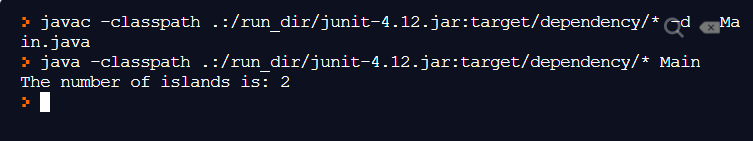 > javac -classpath .:/run_dir/junit-4.12.jar:target/dependency/* -d Ma
in.java
> java -classpath .:/run_dir/junit-4.12.jar:target/dependency/* Main
The number of islands is: 2
>